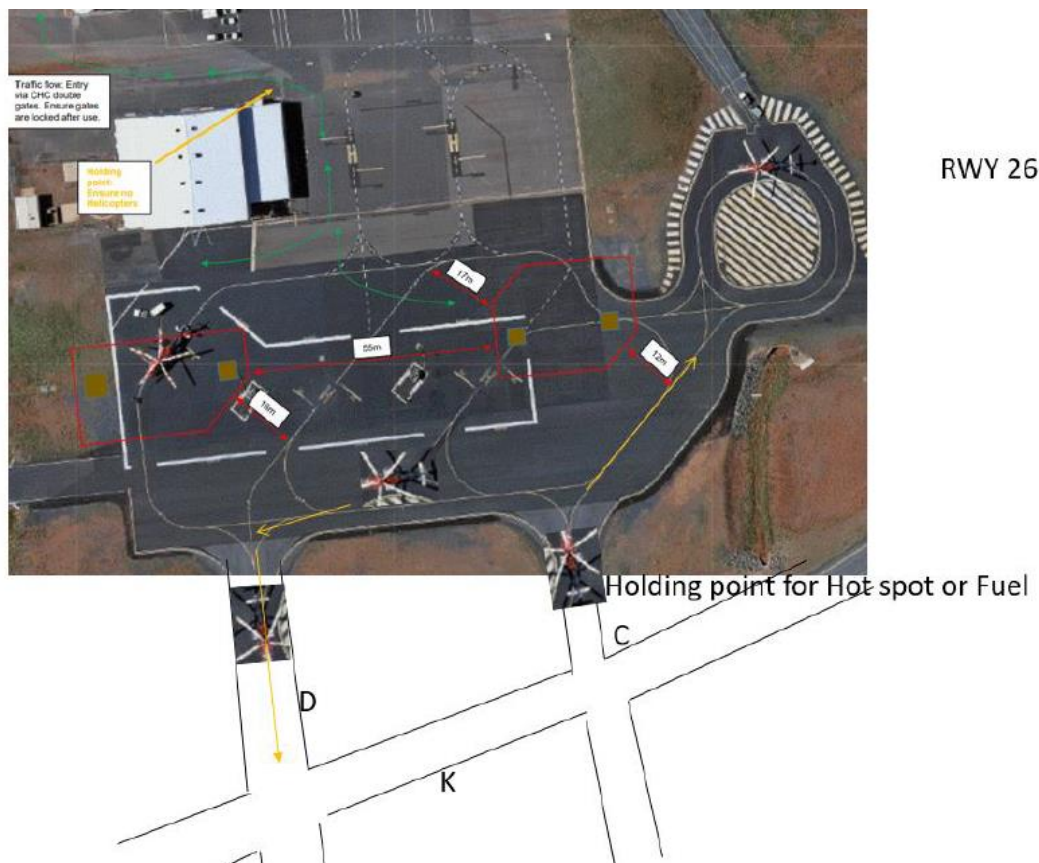 Traffic flow: Entry
via CHC double
gates. Ensure gates
are locked after use.
Holding
point:
Ensure no
Helicopters
RWY 26
17m
55m
12m
Holding point for Hot spot or Fuel
C
D
K